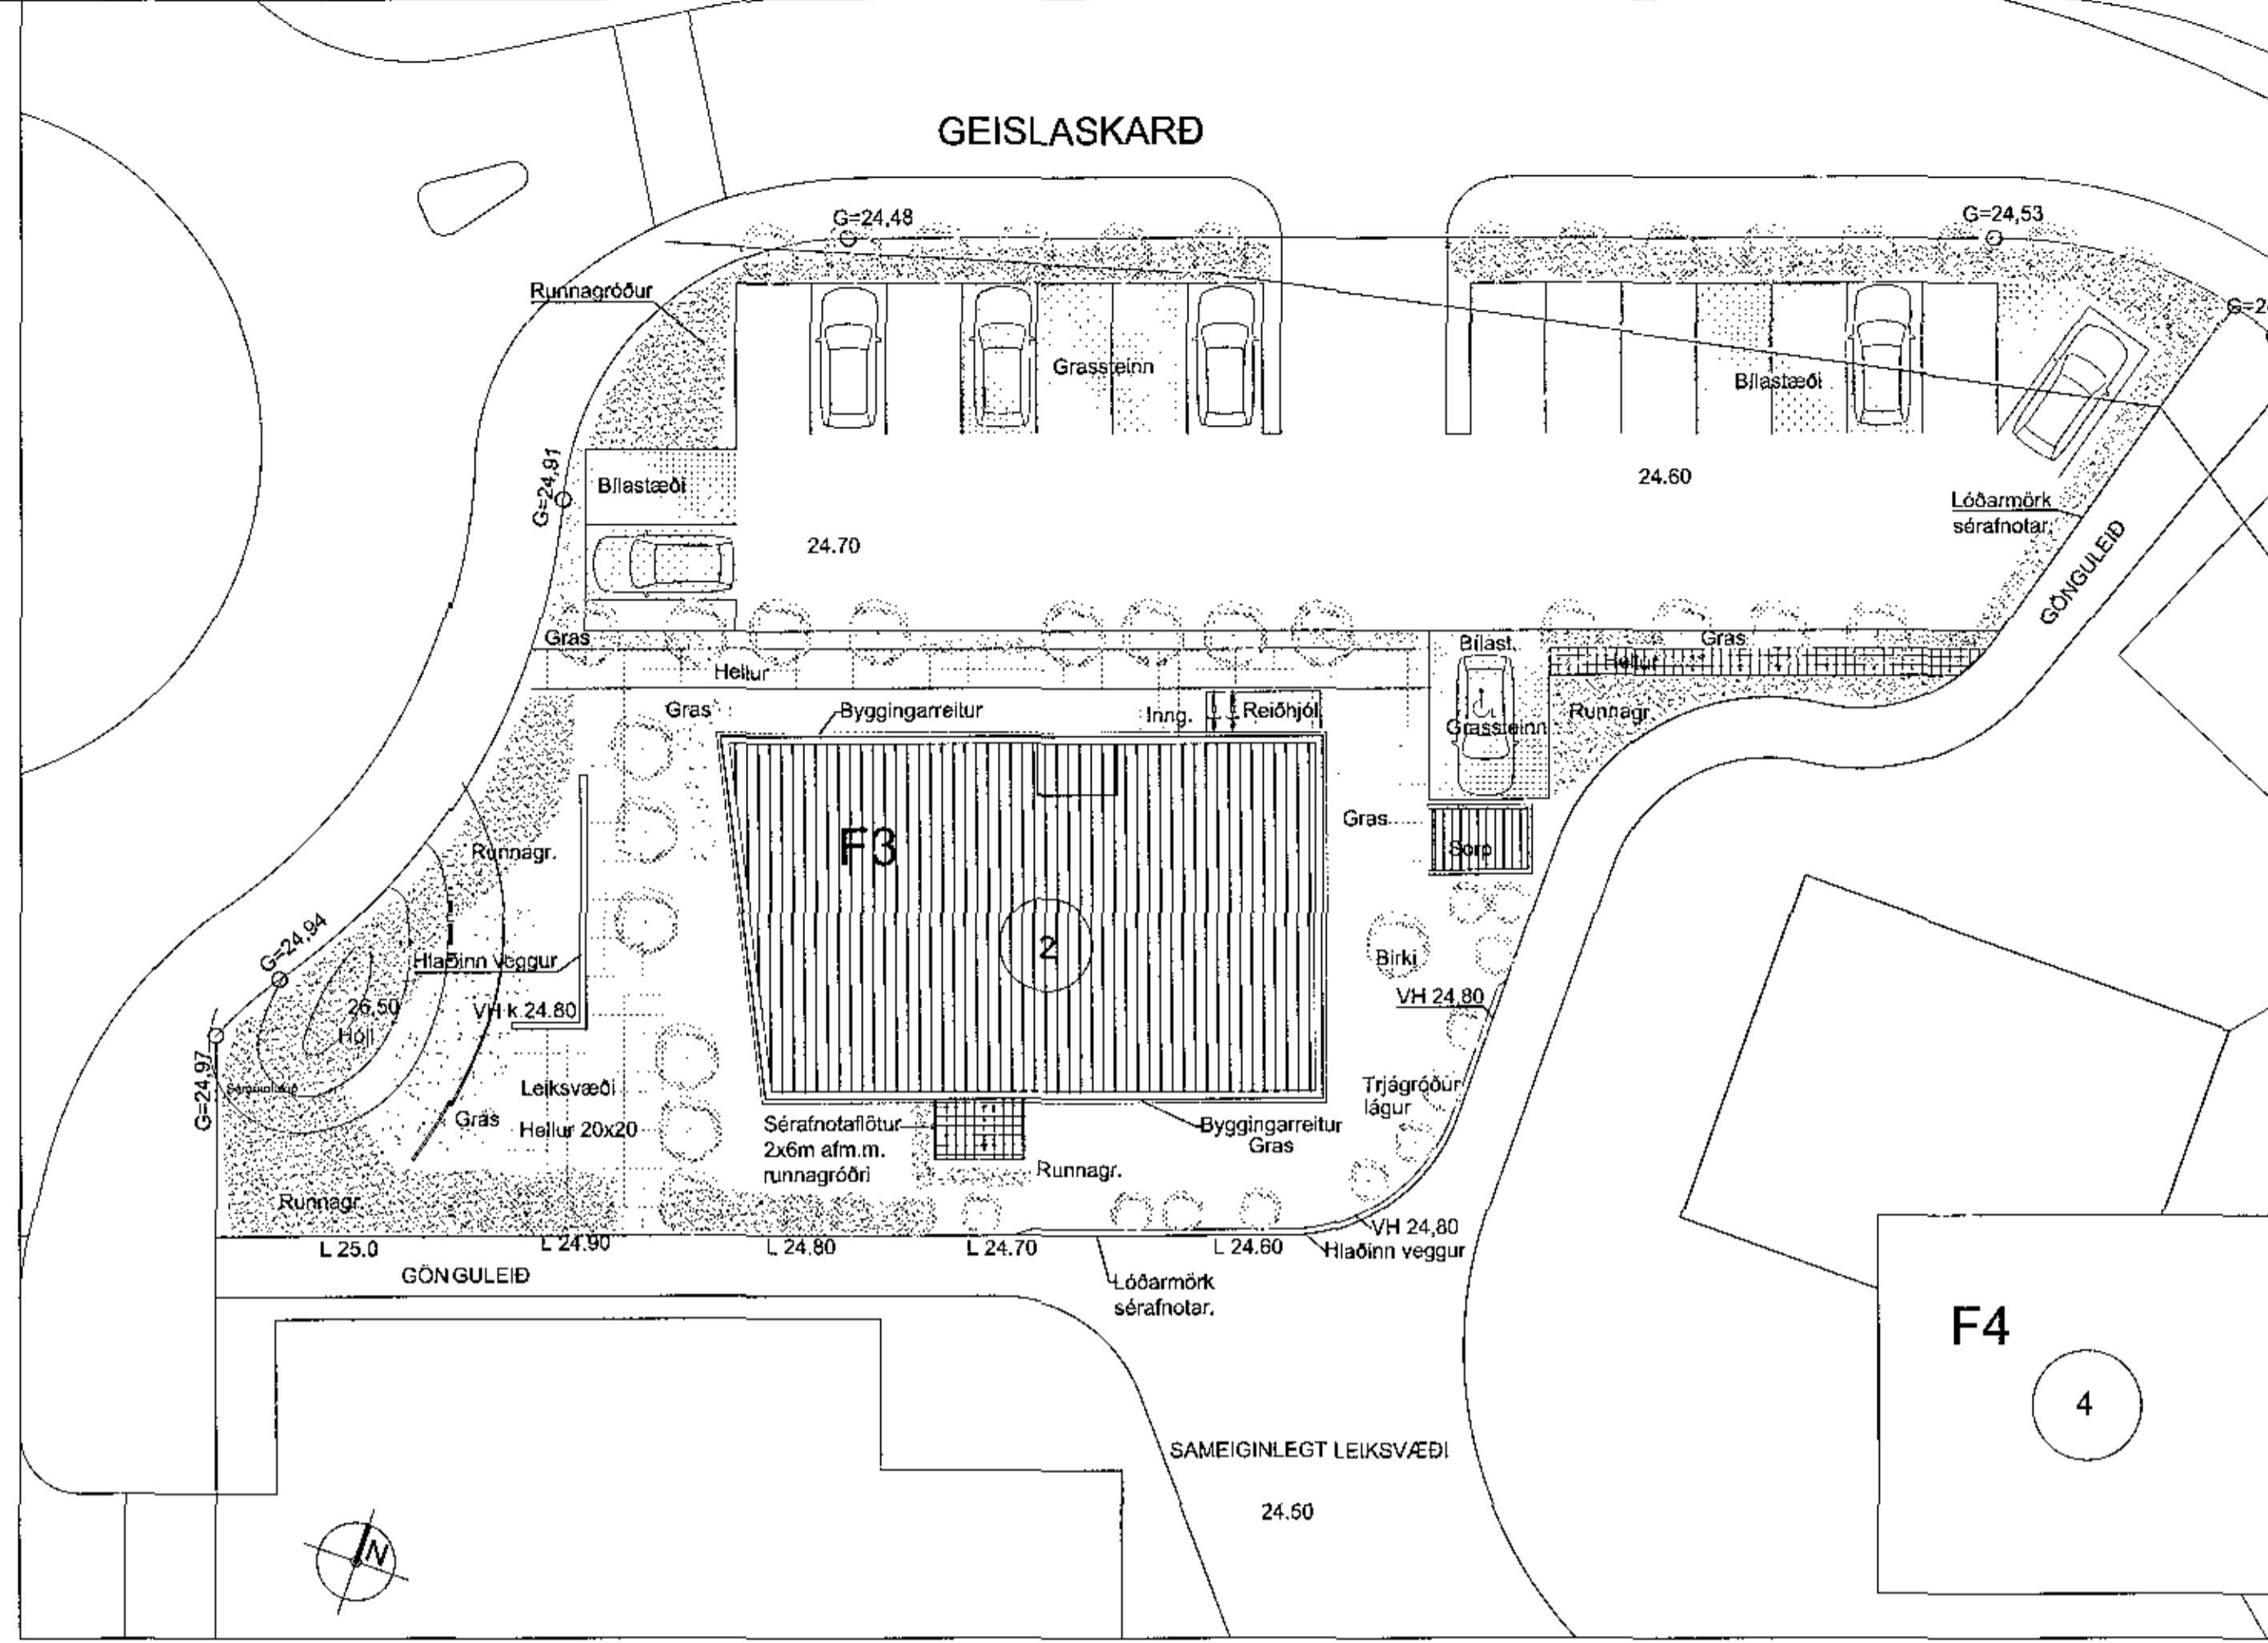 GEISLASKARÐ
G=24,48
G=24,53
Runnagróður
Grassteinn
Bílastæði
G=24,91
Bílastæði
24.60
Lóðarmörk
sérafnotar.
24.70
GÖNGULEIÐ
Gras
Hellur
Bílast.
Gras
Hellur
Gras
Byggingarreitur
Inng.
Reiðhjól
Grassteinn
Runnagr.
F3
Gras
Sorp
Runnagr.
G=24,94
Hlaðinn veggur
2
Birki
26,50
Hóll
VH k.24.80
VH 24,80
G=24,97
Leiksvæði
Gras
Hellur 20x20
Trjágróður
lágur
Sérafnotaflötur
2x6m afm.m.
runnagróðri
Byggingarreitur
Gras
Runnagr.
Runnagr.
L 25.0
L 24.90
L 24.80
L 24.70
L 24.60
VH 24,80
Hlaðinn veggur
GÖNGULEIÐ
Lóðarmörk
sérafnotar.
F4
4
SAMEIGINLEGT LEIKSVÆÐI
24.50
N